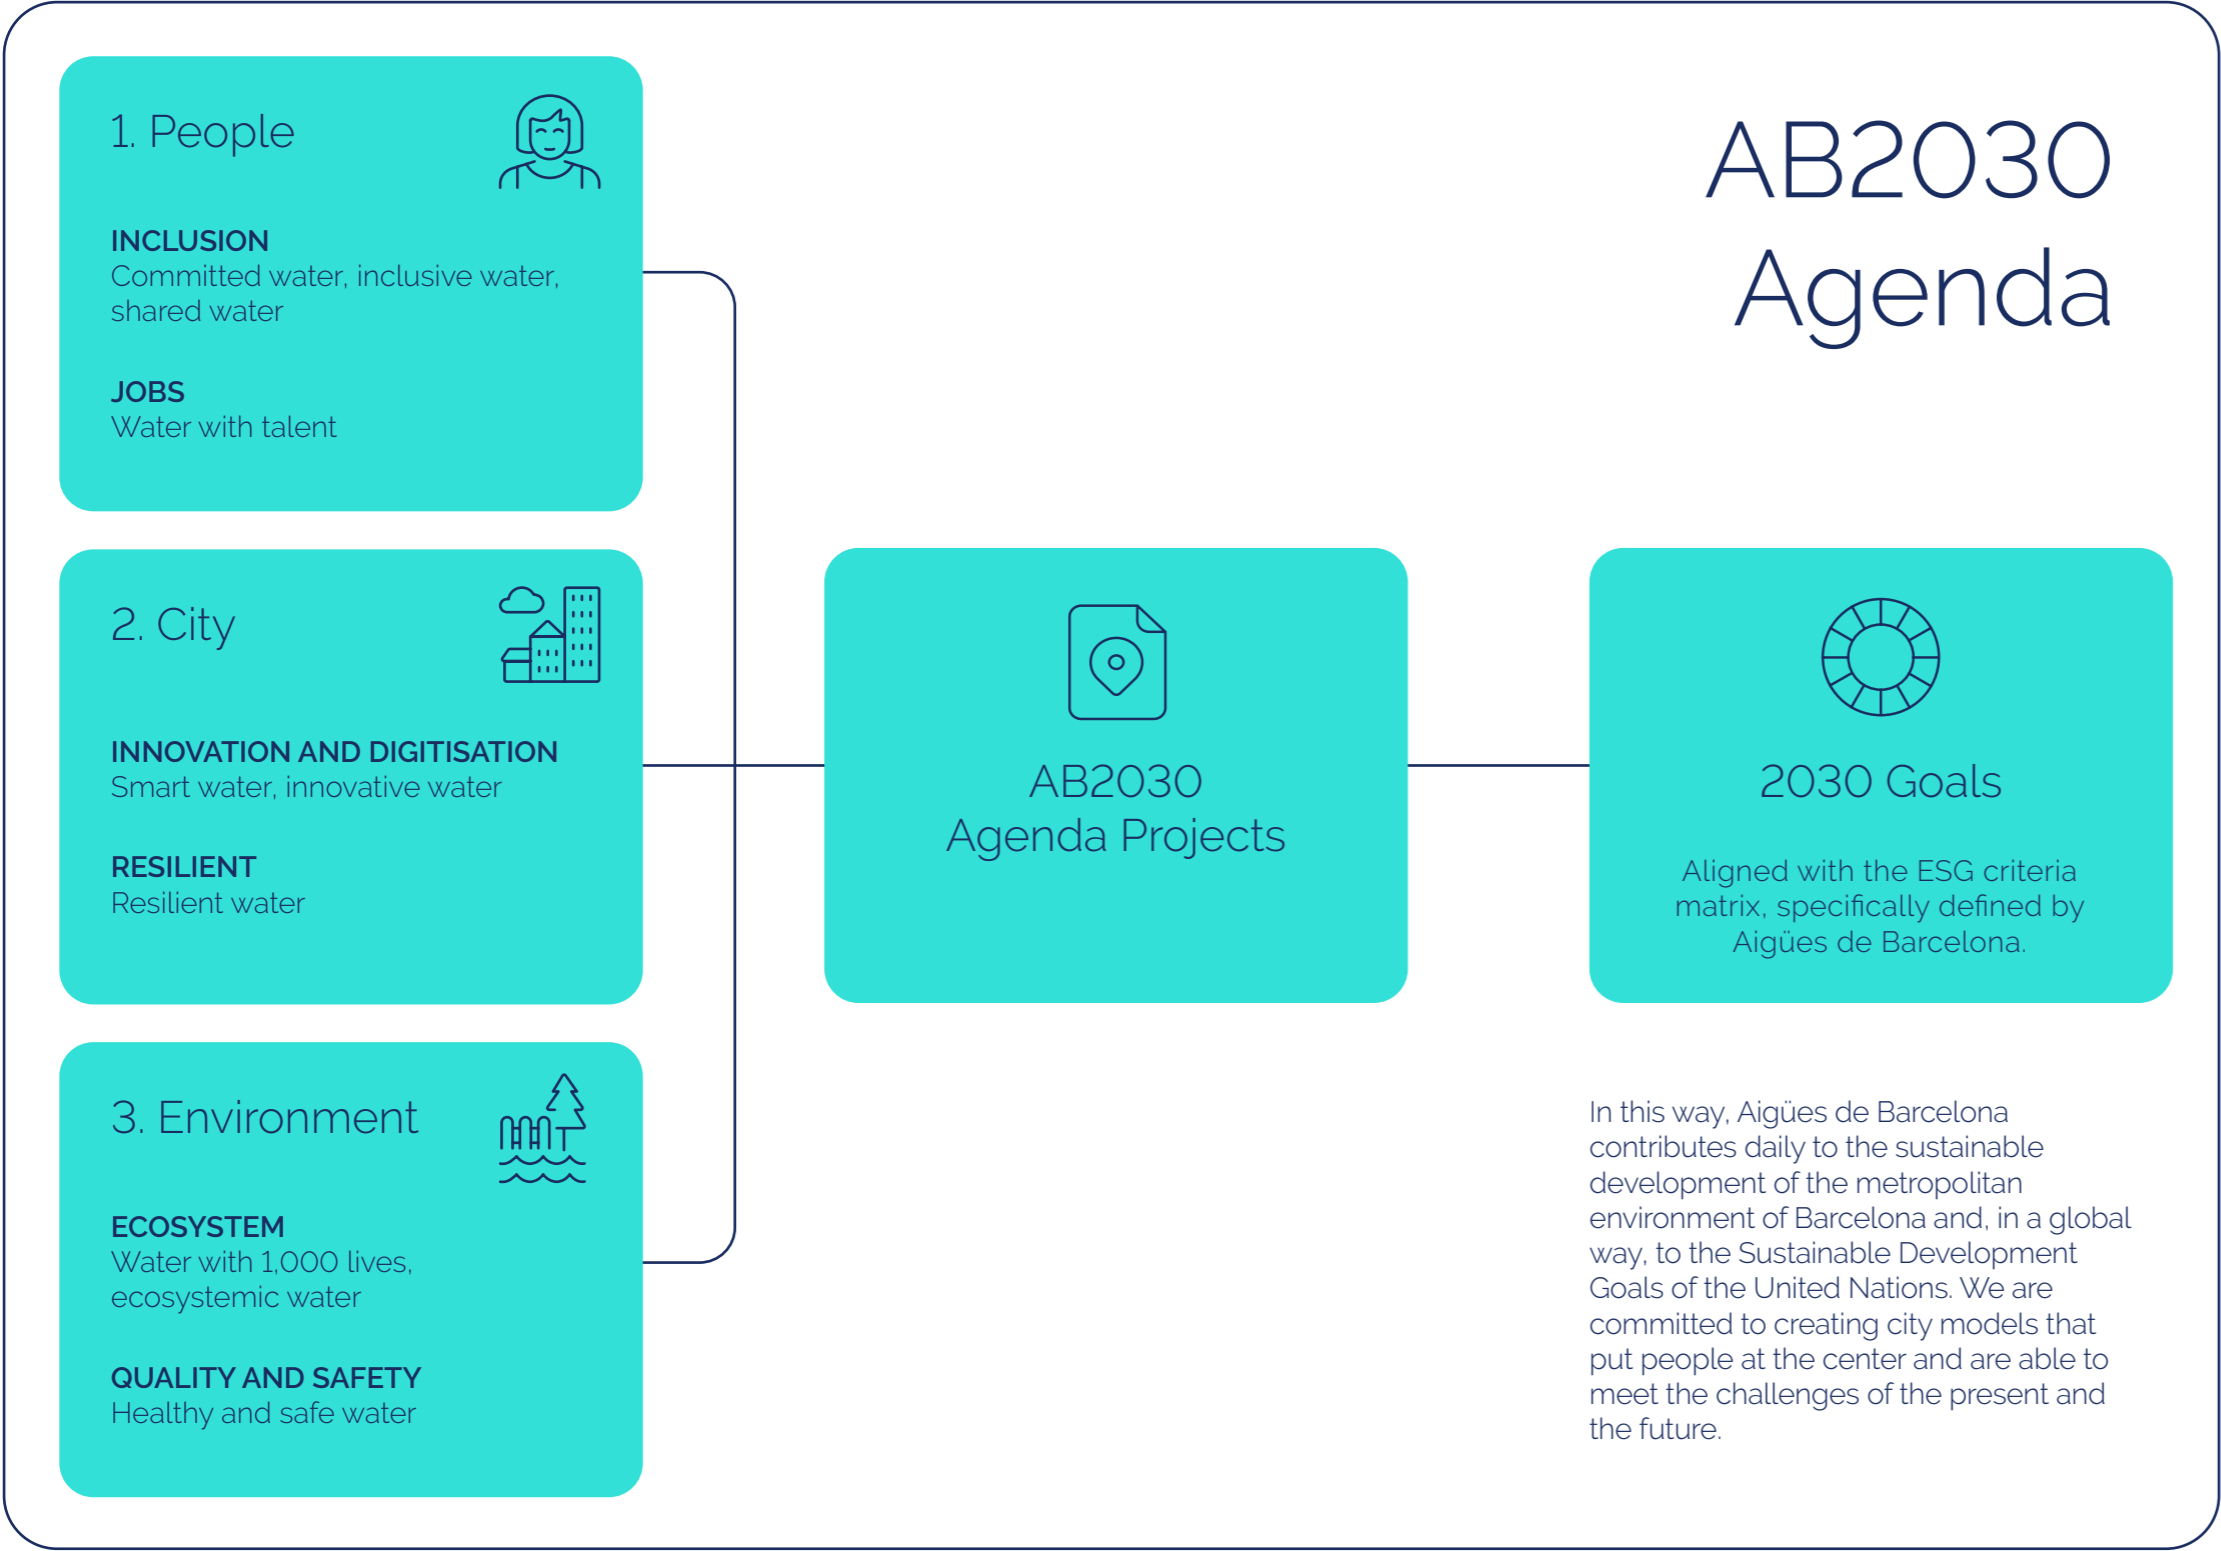 AB2030
Agenda
1. People
INCLUSION
Committed water, inclusive water,
shared water
JOBS
Water with talent
2. City
INNOVATION AND DIGITISATION
Smart water, innovative water
RESILIENT
Resilient water
3. Environment
ECOSYSTEM
Water with 1,000 lives,
ecosystemic water
QUALITY AND SAFETY
Healthy and safe water
AB2030
Agenda Projects
2030 Goals
Aligned with the ESG criteria
matrix, specifically defined by
Aigües de Barcelona.
In this way, Aigües de Barcelona
contributes daily to the sustainable
development of the metropolitan
environment of Barcelona and, in a global
way, to the Sustainable Development
Goals of the United Nations. We are
committed to creating city models that
put people at the center and are able to
meet the challenges of the present and
the future.